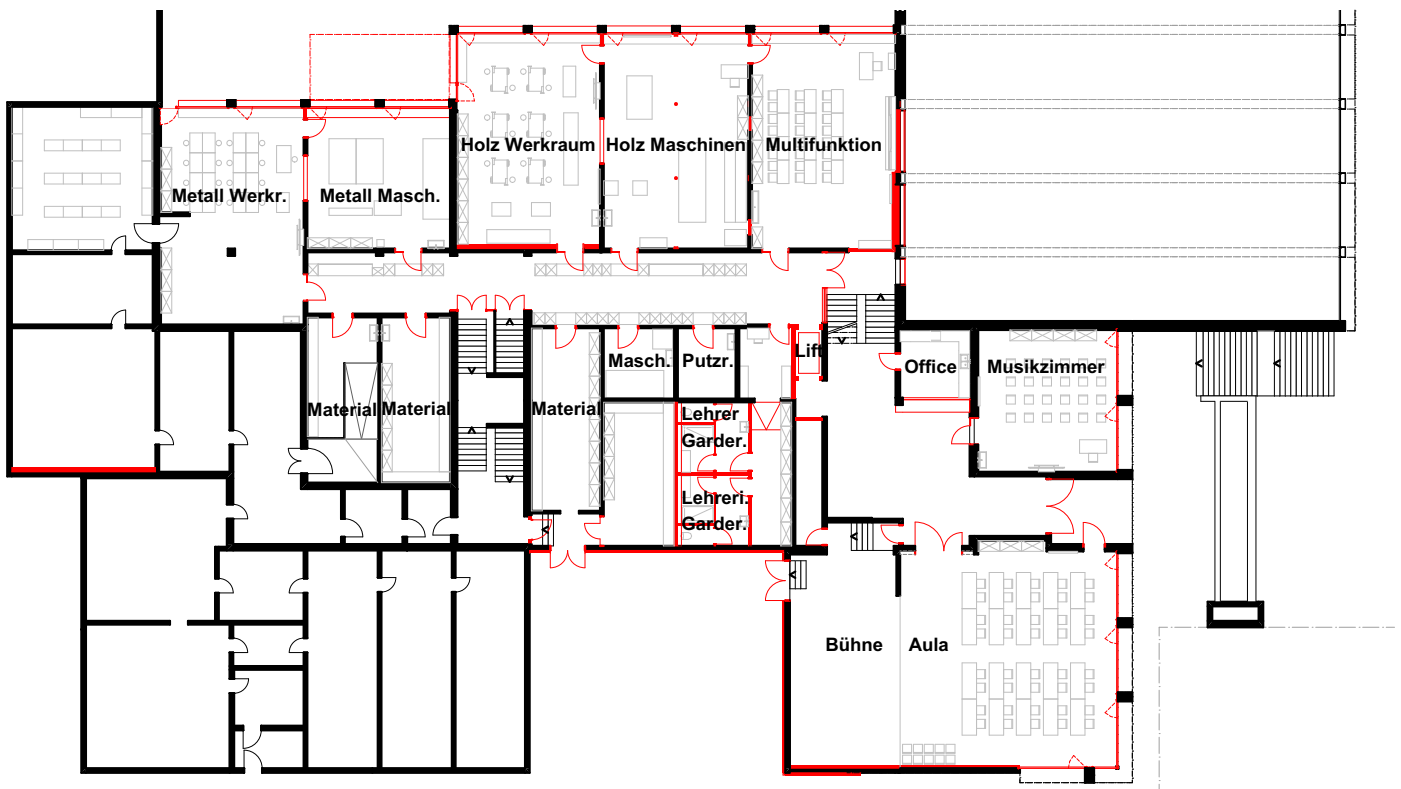 Holz Werkraum
Holz Maschinen
Multifunktion
Metall Werkr.
Metall Masch.
Masch.
Putzr.
Lift
Office
Musikzimmer
Material
Material
Material
Lehrer
Garder.
Lehreri.
Garder.
Bühne
Aula